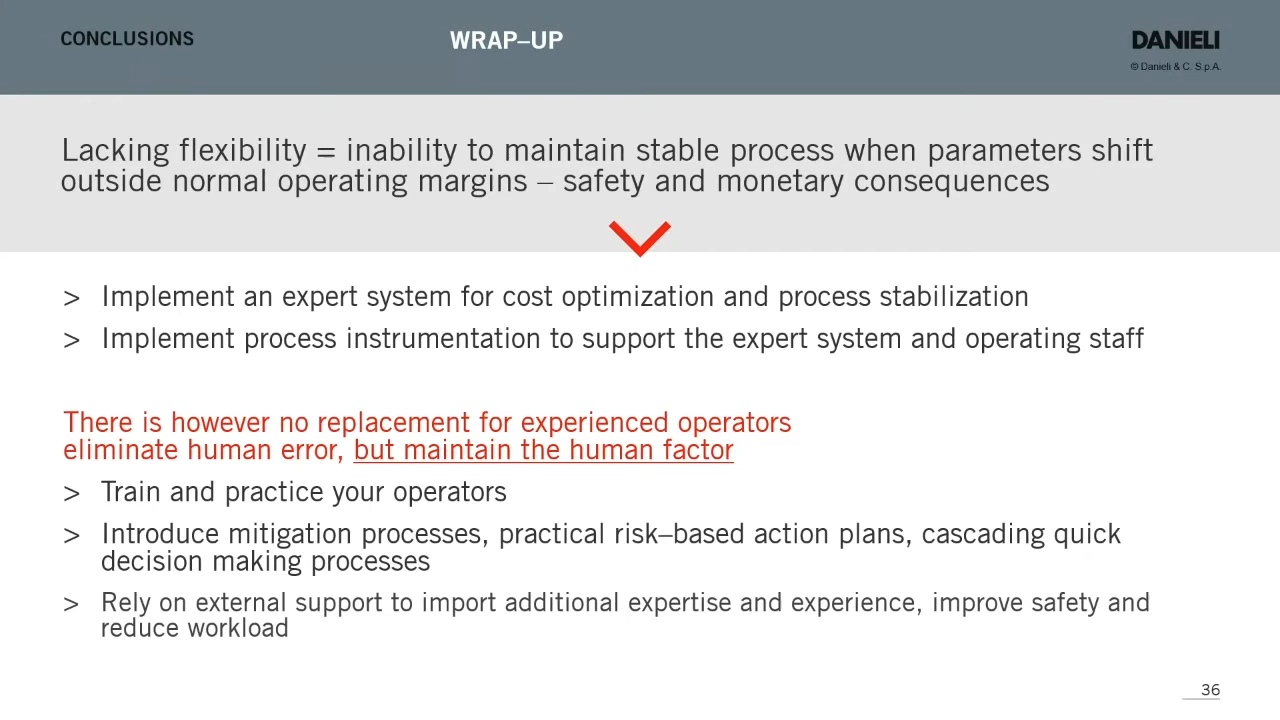 CONCLUSIONS
WRAP–UP
DANIELI
© Danieli & C. S.p.A.
Lacking flexibility = inability to maintain stable process when parameters shift
outside normal operating margins – safety and monetary consequences
> Implement an expert system for cost optimization and process stabilization
> Implement process instrumentation to support the expert system and operating staff
There is however no replacement for experienced operators
eliminate human error, but maintain the human factor
> Train and practice your operators
> Introduce mitigation processes, practical risk–based action plans, cascading quick
decision making processes
> Rely on external support to import additional expertise and experience, improve safety and
reduce workload
36